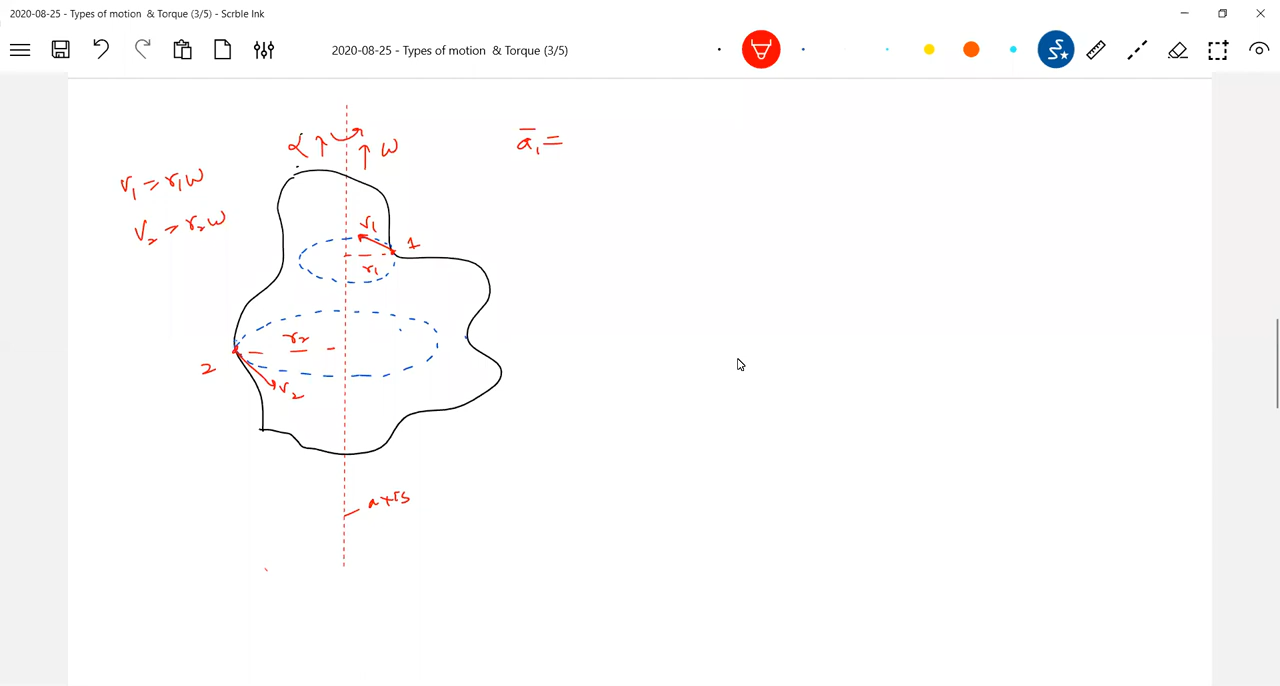 2020-08-25 - Types of motion & Torque (3/5) - Scrble Ink
2020-08-25 - Types of motion & Torque (3/5)
α ↑ ↑ ω
a̅₁ =
v₁ = r₁ω
v₂ = r₂ω
v₁
1
r₁
r₂
2
v₂
axis